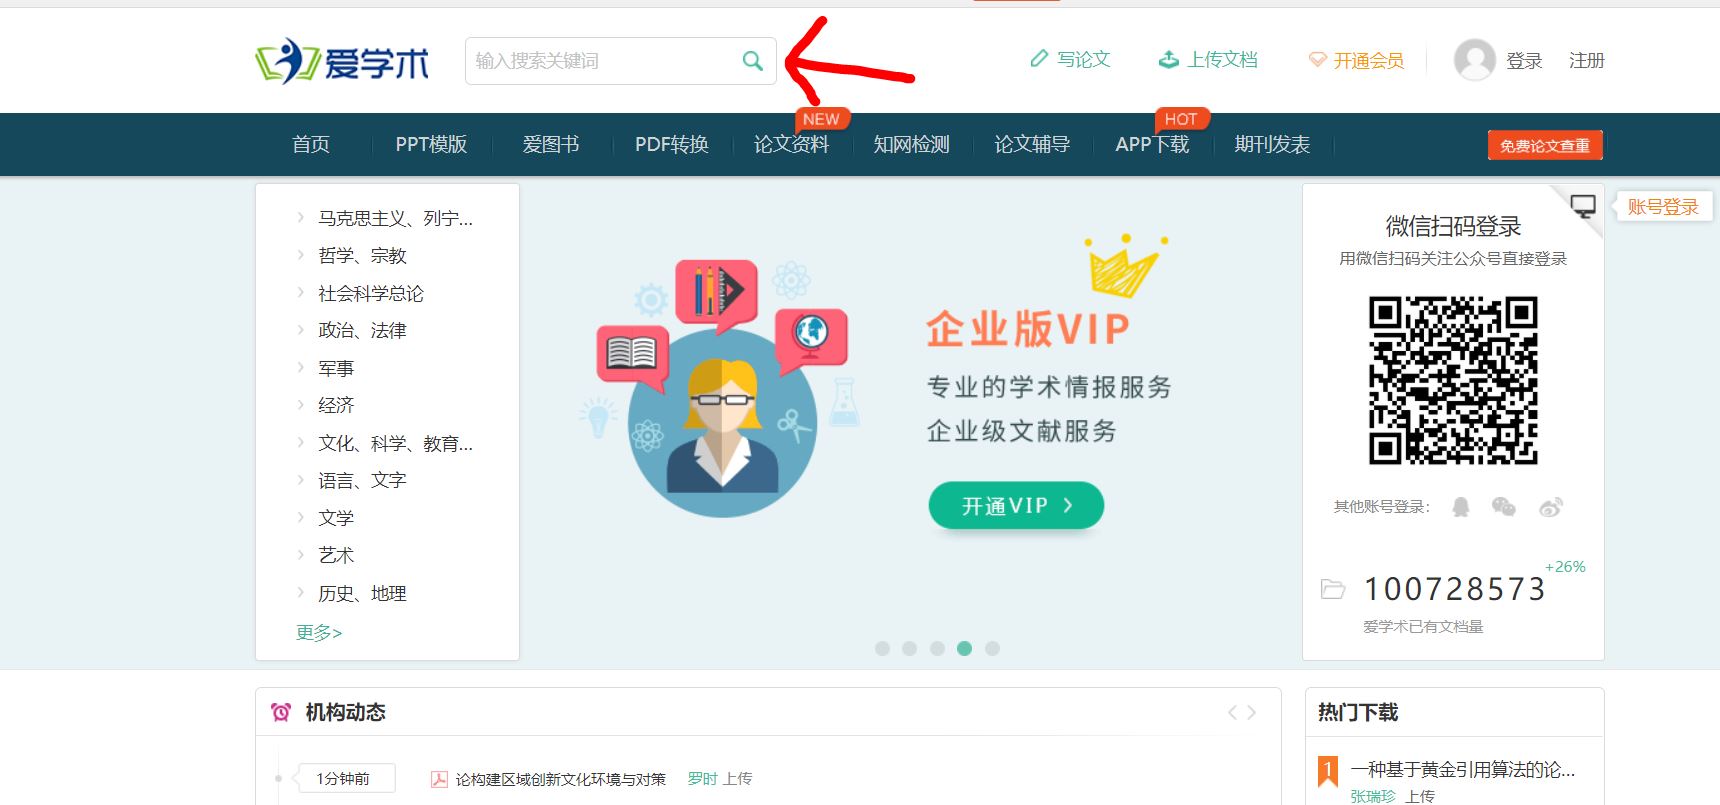 爱学术
输入搜索关键词
写论文
上传文档
开通会员
登录
注册
NEW
HOT
首页
PPT模版
爱图书
PDF转换
论文资料
知网检测
论文辅导
APP下载
期刊发表
免费论文查重
马克思主义、列宁...
哲学、宗教
社会科学总论
政治、法律
军事
经济
文化、科学、教育...
语言、文字
文学
艺术
历史、地理
更多>
企业版VIP
专业的学术情报服务
企业级文献服务
开通VIP >
账号登录
微信扫码登录
用微信扫码关注公众号直接登录
其他账号登录：
+26%
100728573
爱学术已有文档量
机构动态
1分钟前
论构建区域创新文化环境与对策 罗时 上传
热门下载
1 一种基于黄金引用算法的论...
张瑞珍 上传